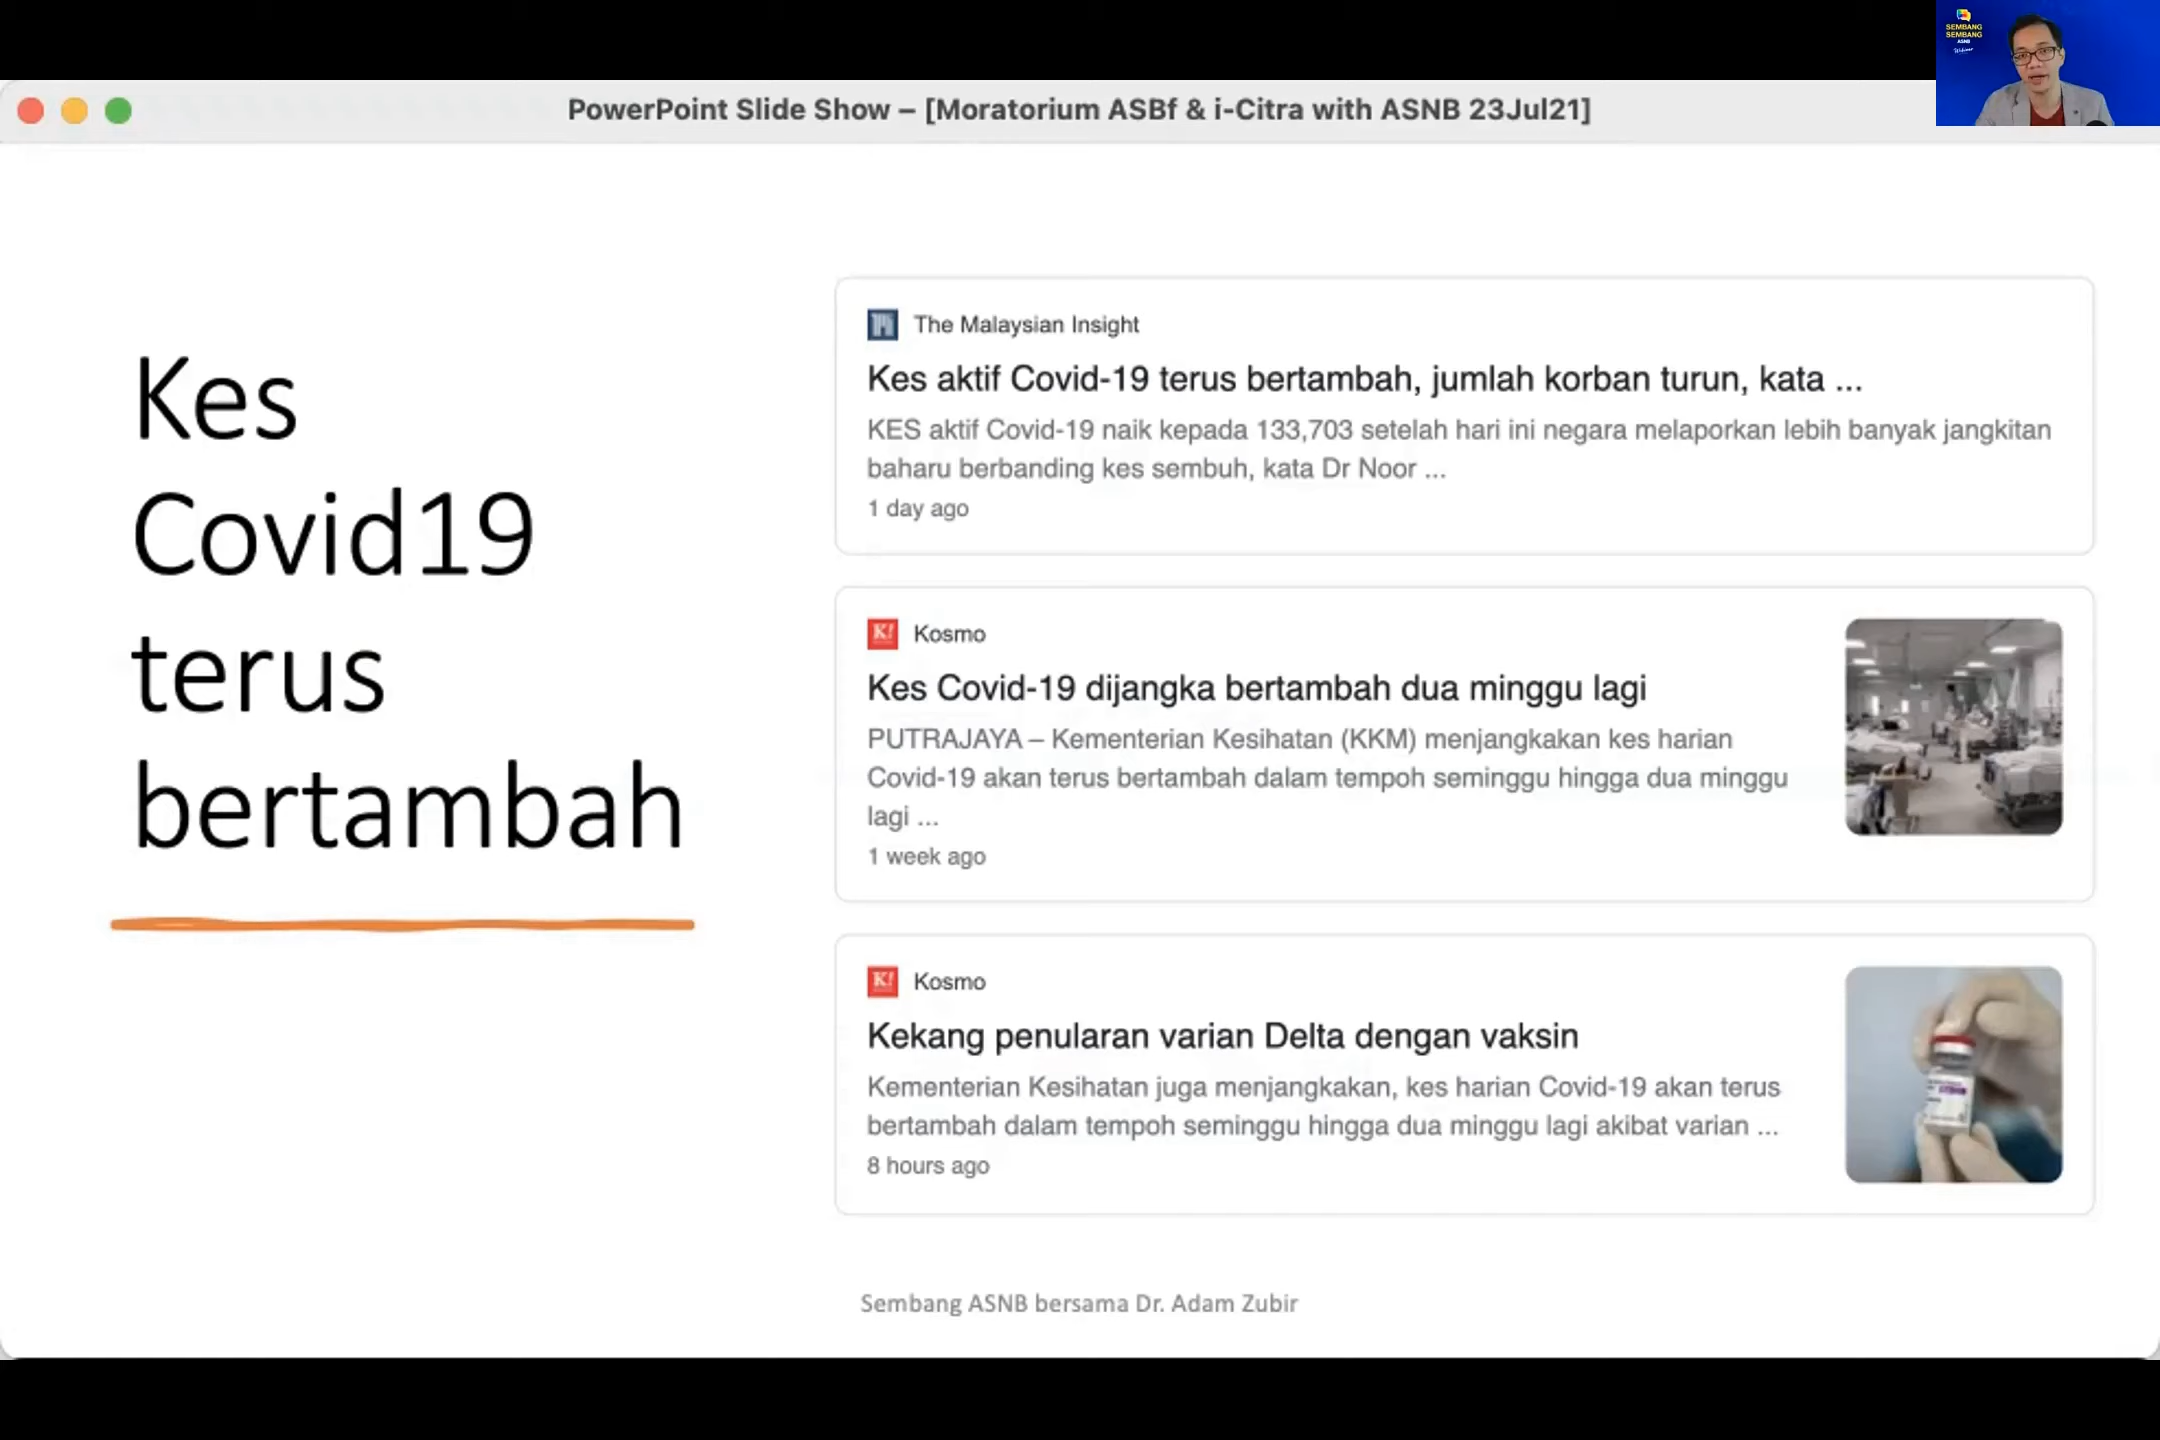 SEMBANG
SEMBANG
ASNB
Webinar
PowerPoint Slide Show – [Moratorium ASBf & i-Citra with ASNB 23Jul21]
Kes
Covid19
terus
bertambah
The Malaysian Insight
Kes aktif Covid-19 terus bertambah, jumlah korban turun, kata ...
KES aktif Covid-19 naik kepada 133,703 setelah hari ini negara melaporkan lebih banyak jangkitan
baharu berbanding kes sembuh, kata Dr Noor ...
1 day ago
K!
Kosmo
Kes Covid-19 dijangka bertambah dua minggu lagi
PUTRAJAYA – Kementerian Kesihatan (KKM) menjangkakan kes harian
Covid-19 akan terus bertambah dalam tempoh seminggu hingga dua minggu
lagi ...
1 week ago
K!
Kosmo
Kekang penularan varian Delta dengan vaksin
Kementerian Kesihatan juga menjangkakan, kes harian Covid-19 akan terus
bertambah dalam tempoh seminggu hingga dua minggu lagi akibat varian ...
8 hours ago
Sembang ASNB bersama Dr. Adam Zubir